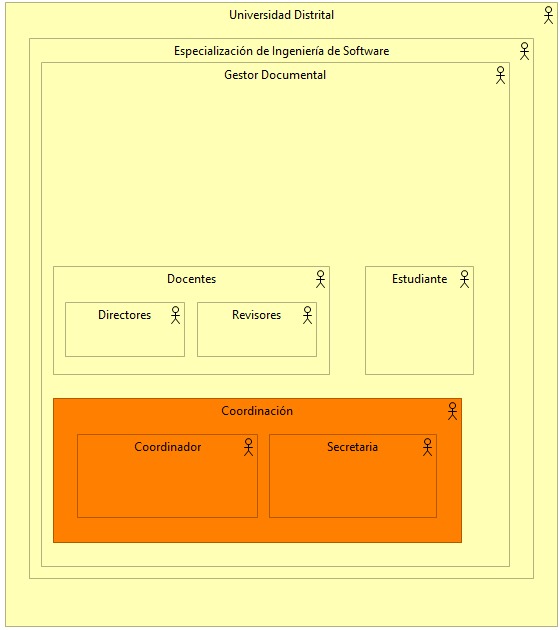 Universidad Distrital
Especialización de Ingeniería de Software
Gestor Documental
Docentes
Estudiante
Directores
Revisores
Coordinación
Coordinador
Secretaria